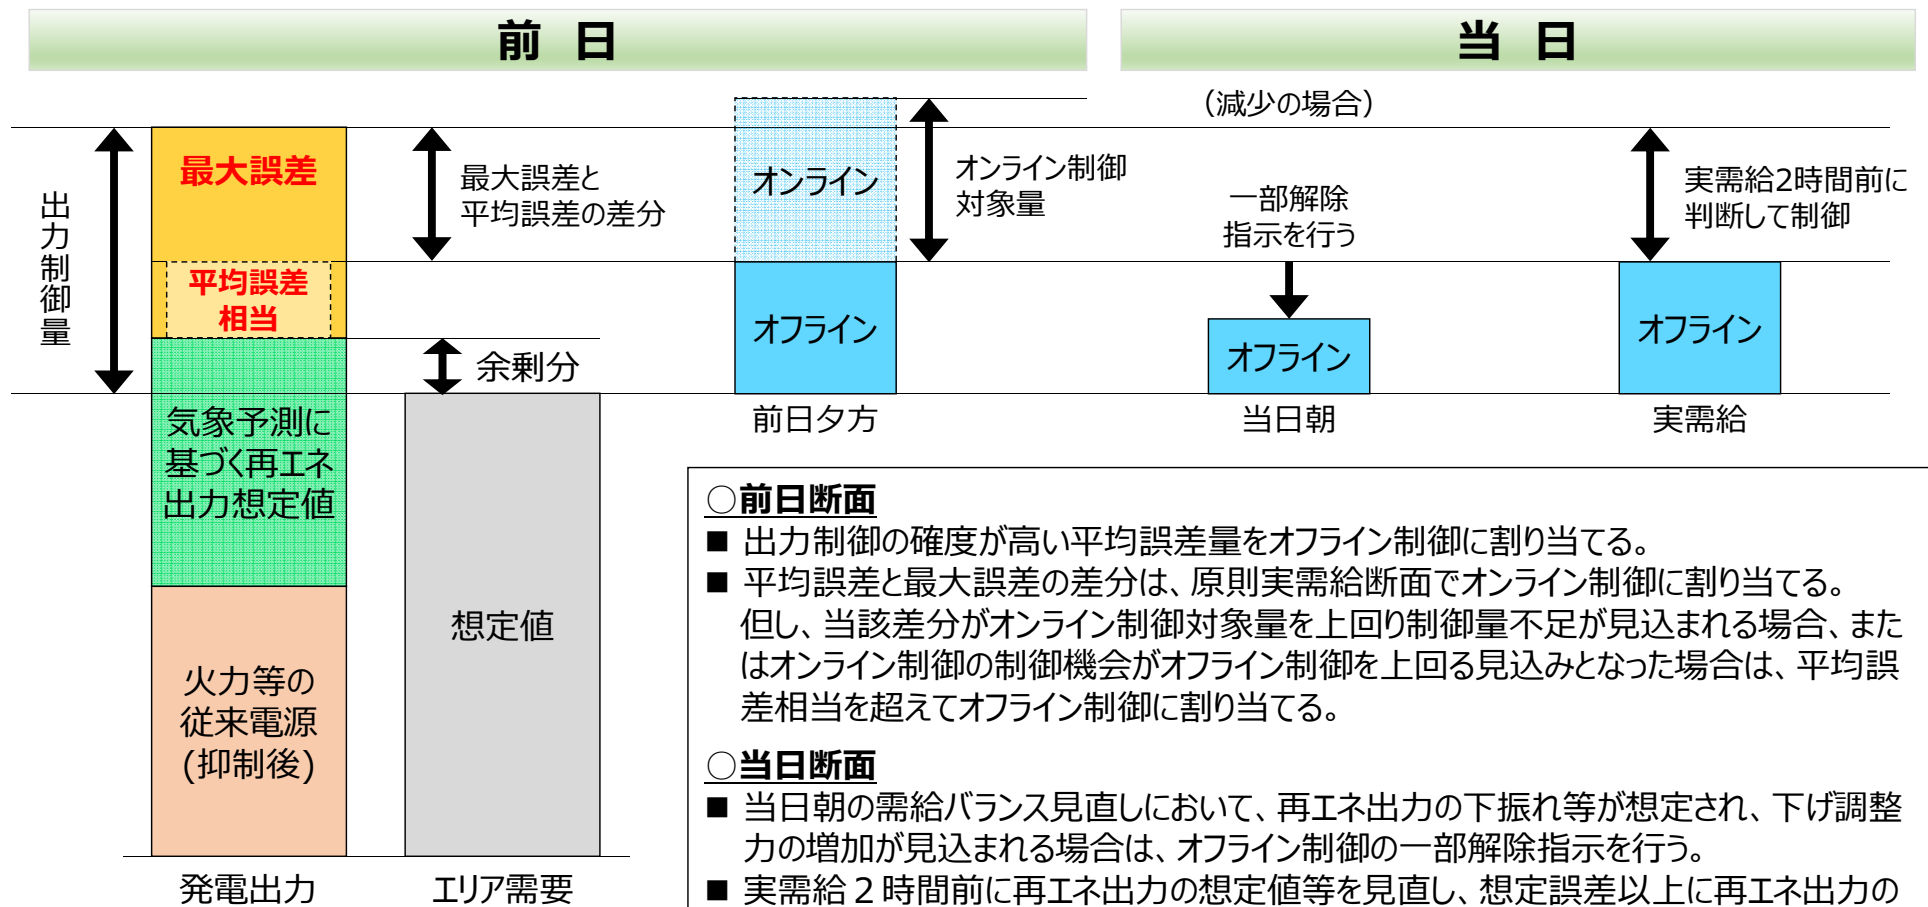 前 日
当 日
(減少の場合)
出力制御量
最大誤差
最大誤差と
平均誤差の差分
オンライン
オンライン制御
対象量
一部解除
指示を行う
実需給2時間前に
判断して制御
平均誤差
相当
オフライン
オフライン
オフライン
余剰分
前日夕方
当日朝
実需給
気象予測に
基づく再エネ
出力想定値
想定値
火力等の
従来電源
(抑制後)
発電出力
エリア需要
○前日断面
■ 出力制御の確度が高い平均誤差量をオフライン制御に割り当てる。
■ 平均誤差と最大誤差の差分は、原則実需給断面でオンライン制御に割り当てる。
但し、当該差分がオンライン制御対象量を上回り制御量不足が見込まれる場合、また
はオンライン制御の制御機会がオフライン制御を上回る見込みとなった場合は、平均誤
差相当を超えてオフライン制御に割り当てる。
○当日断面
■ 当日朝の需給バランス見直しにおいて、再エネ出力の下振れ等が想定され、下げ調整
力の増加が見込まれる場合は、オフライン制御の一部解除指示を行う。
■ 実需給２時間前に再エネ出力の想定値等を見直し、想定誤差以上に再エネ出力の